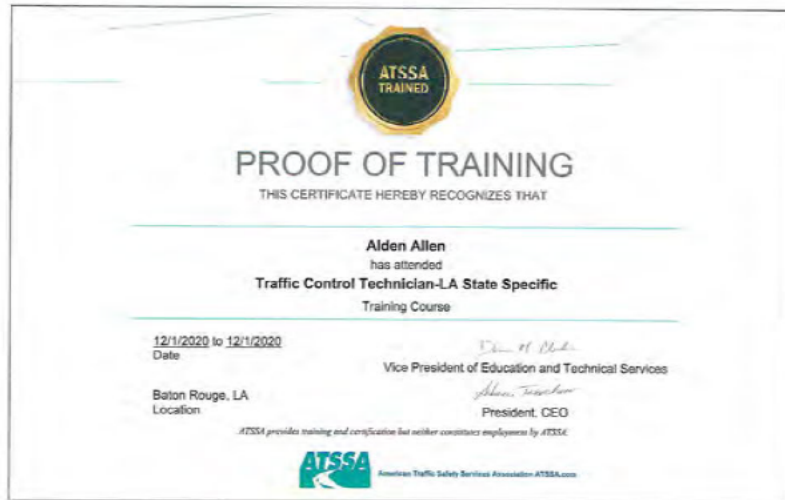 ATSSA
TRAINED
PROOF OF TRAINING
THIS CERTIFICATE HEREBY RECOGNIZES THAT
Alden Allen
has attended
Traffic Control Technician-LA State Specific
Training Course
12/1/2020 to 12/1/2020
Date
Vice President of Education and Technical Services
Baton Rouge, LA
Location
President, CEO
ATSSA provides training and certification but neither constitutes employment by ATSSA.
ATSSA
American Traffic Safety Services Association ATSSA.com